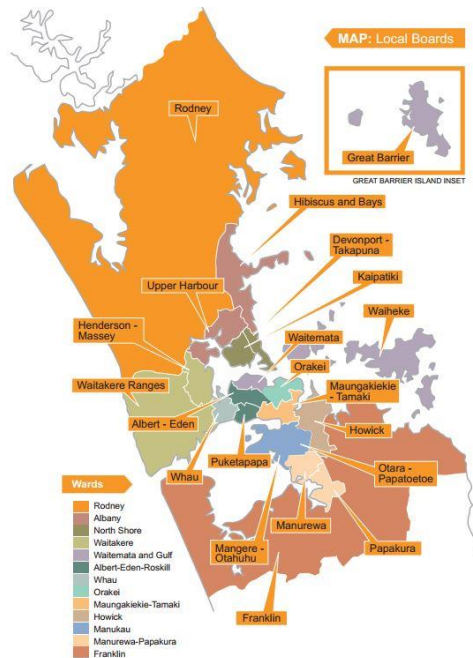 MAP: Local Boards
Rodney
Great Barrier
GREAT BARRIER ISLAND INSET
Hibiscus and Bays
Devonport -
Takapuna
Kaipatiki
Upper Harbour
Waiheke
Henderson -
Massey
Waitemata
Orakei
Waitakere Ranges
Maungakiekie
- Tamaki
Albert - Eden
Howick
Whau
Puketapapa
Otara -
Papatoetoe
Wards
Rodney
Albany
North Shore
Waitakere
Waitemata and Gulf
Albert-Eden-Roskill
Whau
Orakei
Maungakiekie-Tamaki
Howick
Manukau
Manurewa-Papakura
Franklin
Manurewa
Mangere -
Otahuhu
Papakura
Franklin